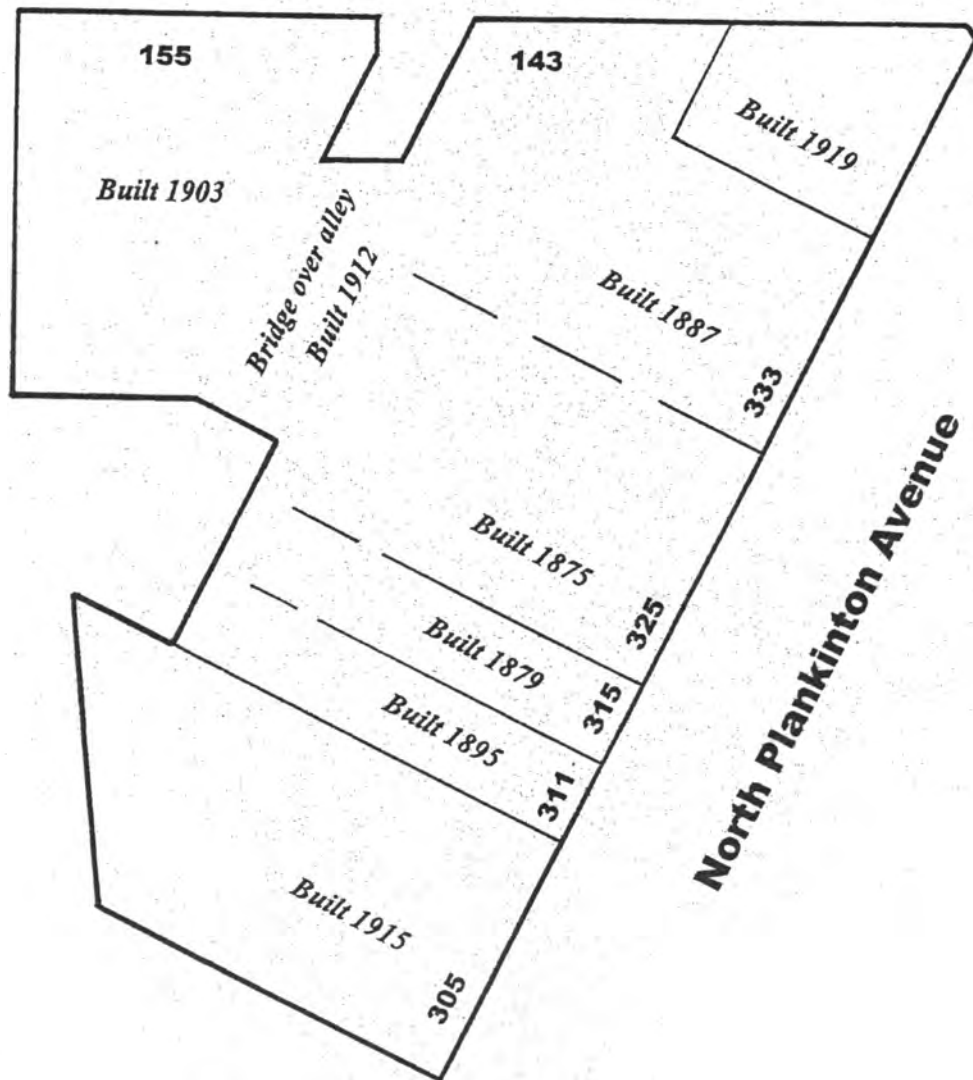 155
143
Built 1919
Built 1903
Bridge over alley
Built 1912
Built 1887
333
Built 1875
325
Built 1879
315
Built 1895
311
Built 1915
305
North Plankinton Avenue